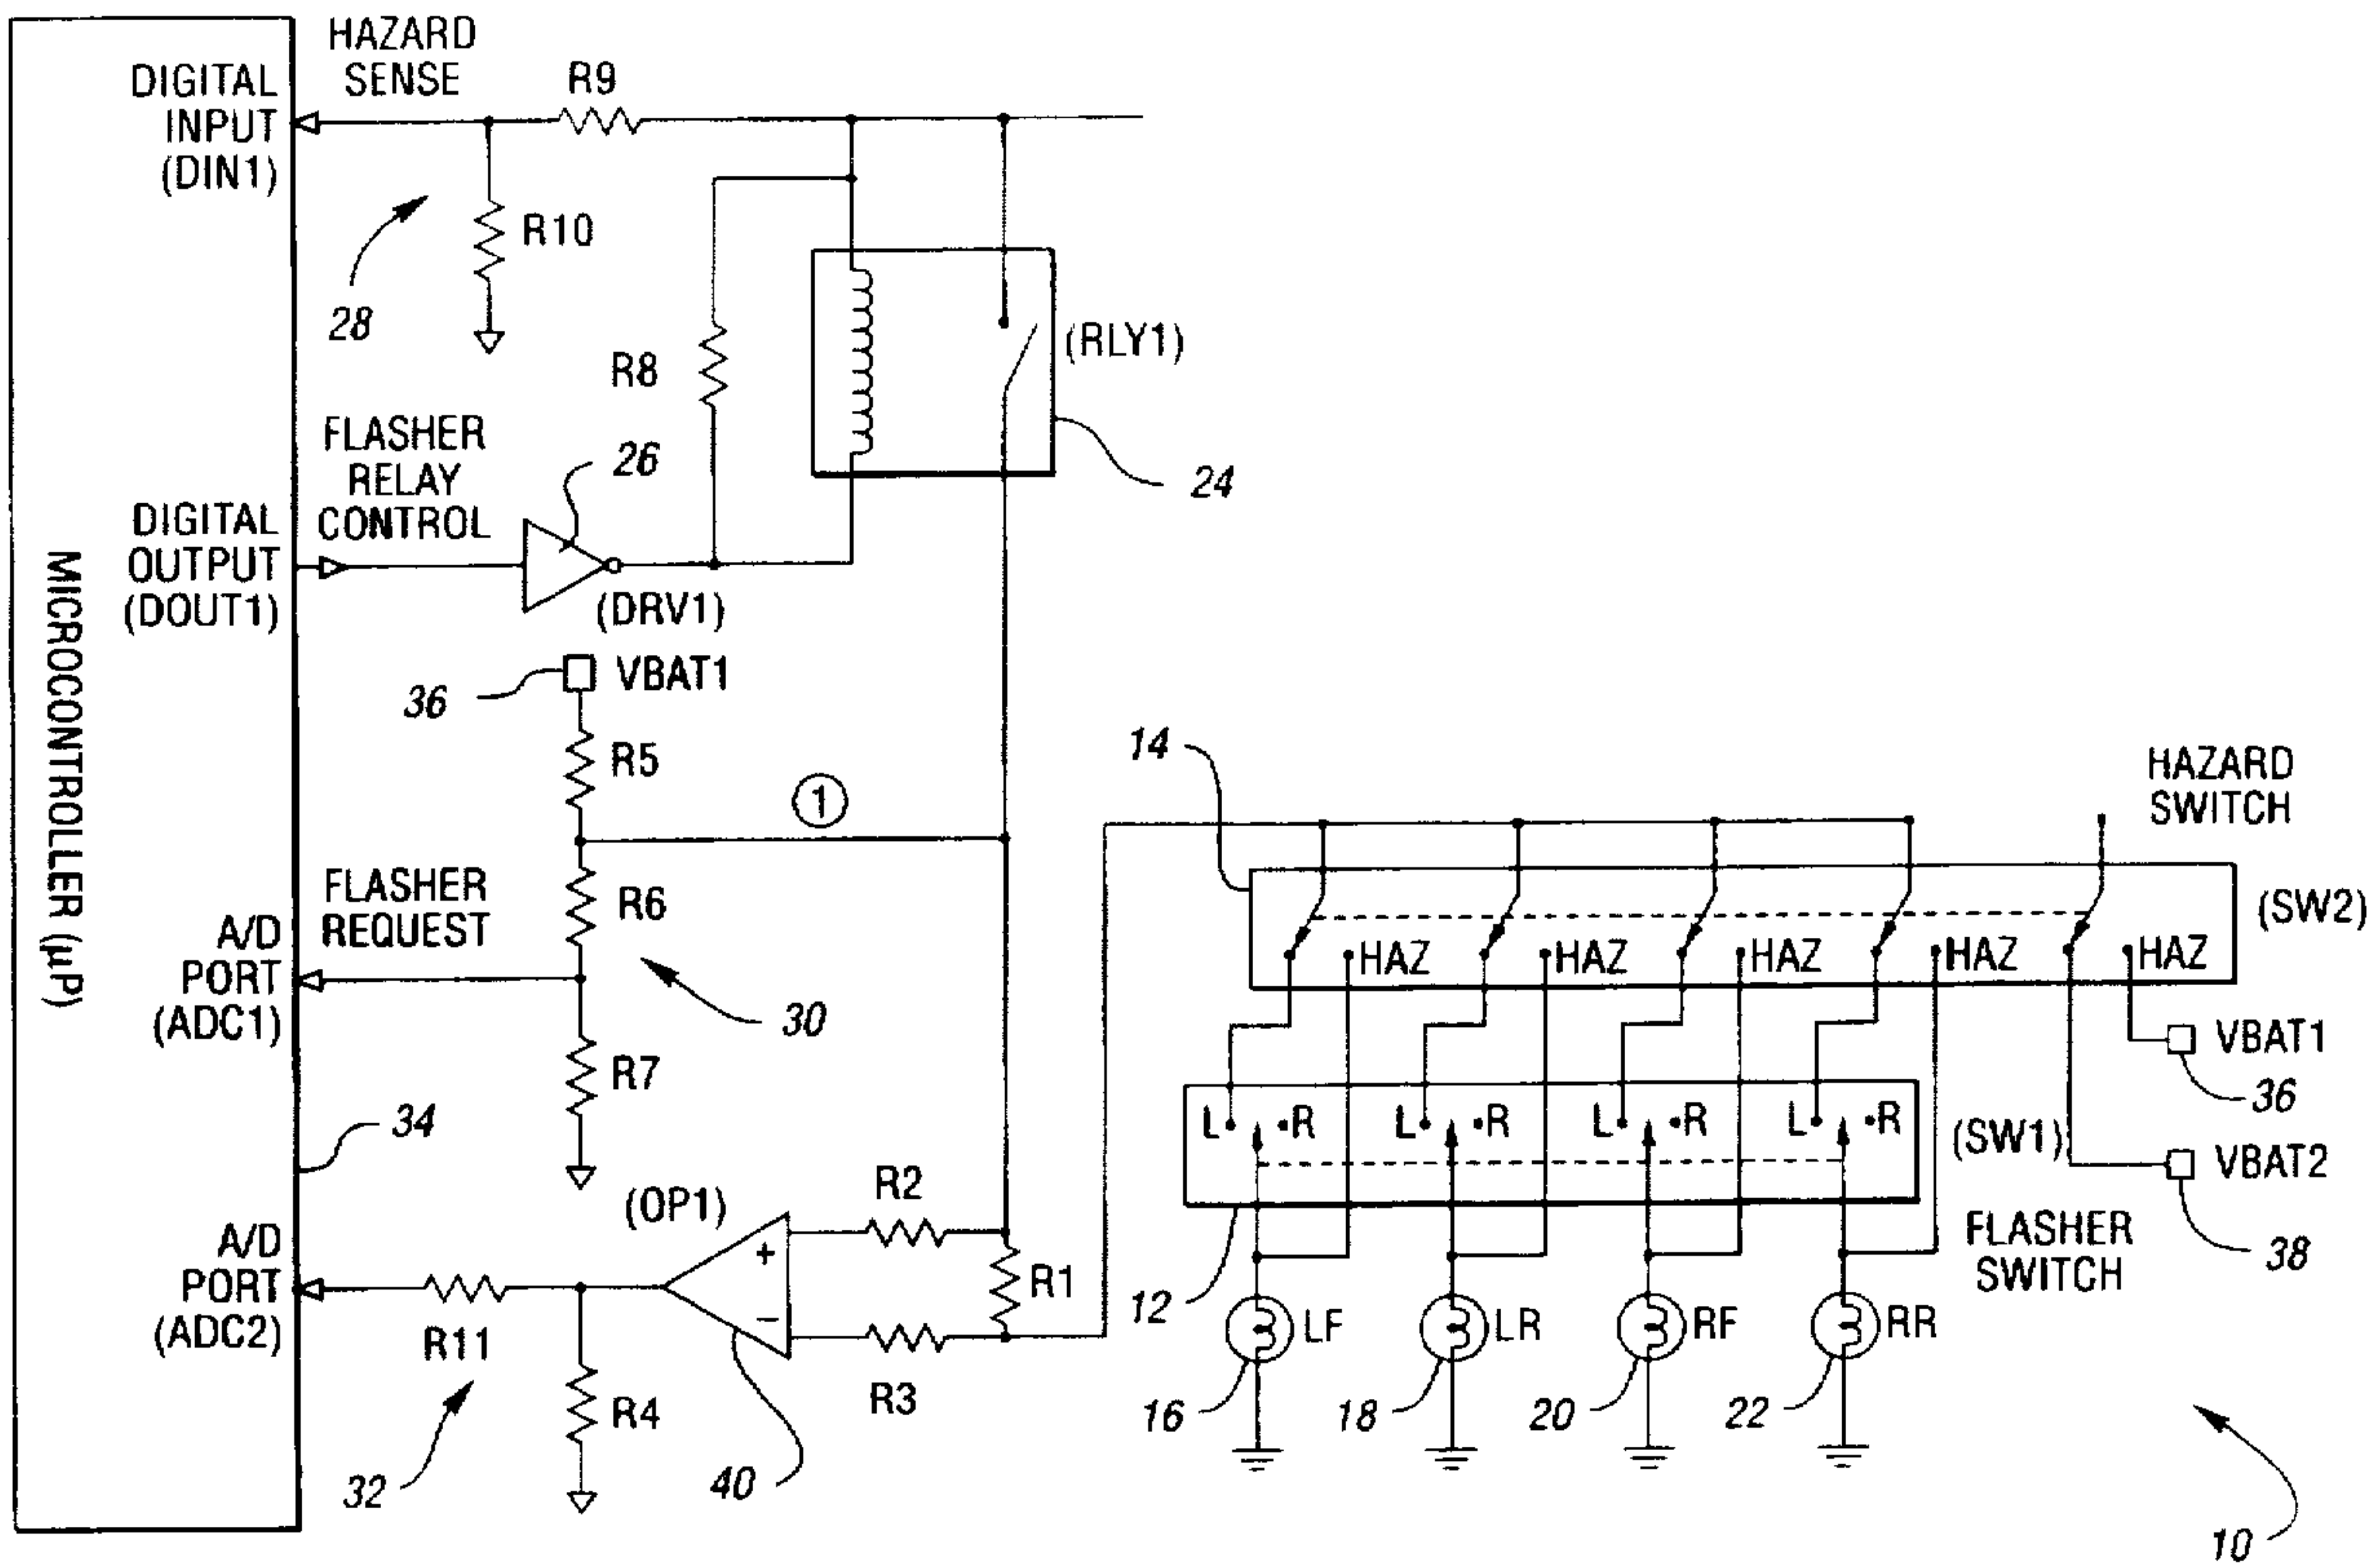 HAZARD
SENSE
DIGITAL
INPUT
(DIN1)
R9
R10
28
R8
(RLY1)
24
FLASHER
RELAY
CONTROL
26
DIGITAL
OUTPUT
(DOUT1)
(DRV1)
MICROCONTROLLER (µP)
36
VBAT1
R5
1
FLASHER
REQUEST
R6
A/D
PORT
(ADC1)
30
R7
34
(OP1)
R2
+
−
R1
A/D
PORT
(ADC2)
R11
R3
R4
32
40
14
HAZARD
SWITCH
(SW2)
HAZ
HAZ
HAZ
HAZ
HAZ
VBAT1
36
L R
L R
L R
L R
(SW1)
VBAT2
38
FLASHER
SWITCH
12
LF
LR
RF
RR
16
18
20
22
10